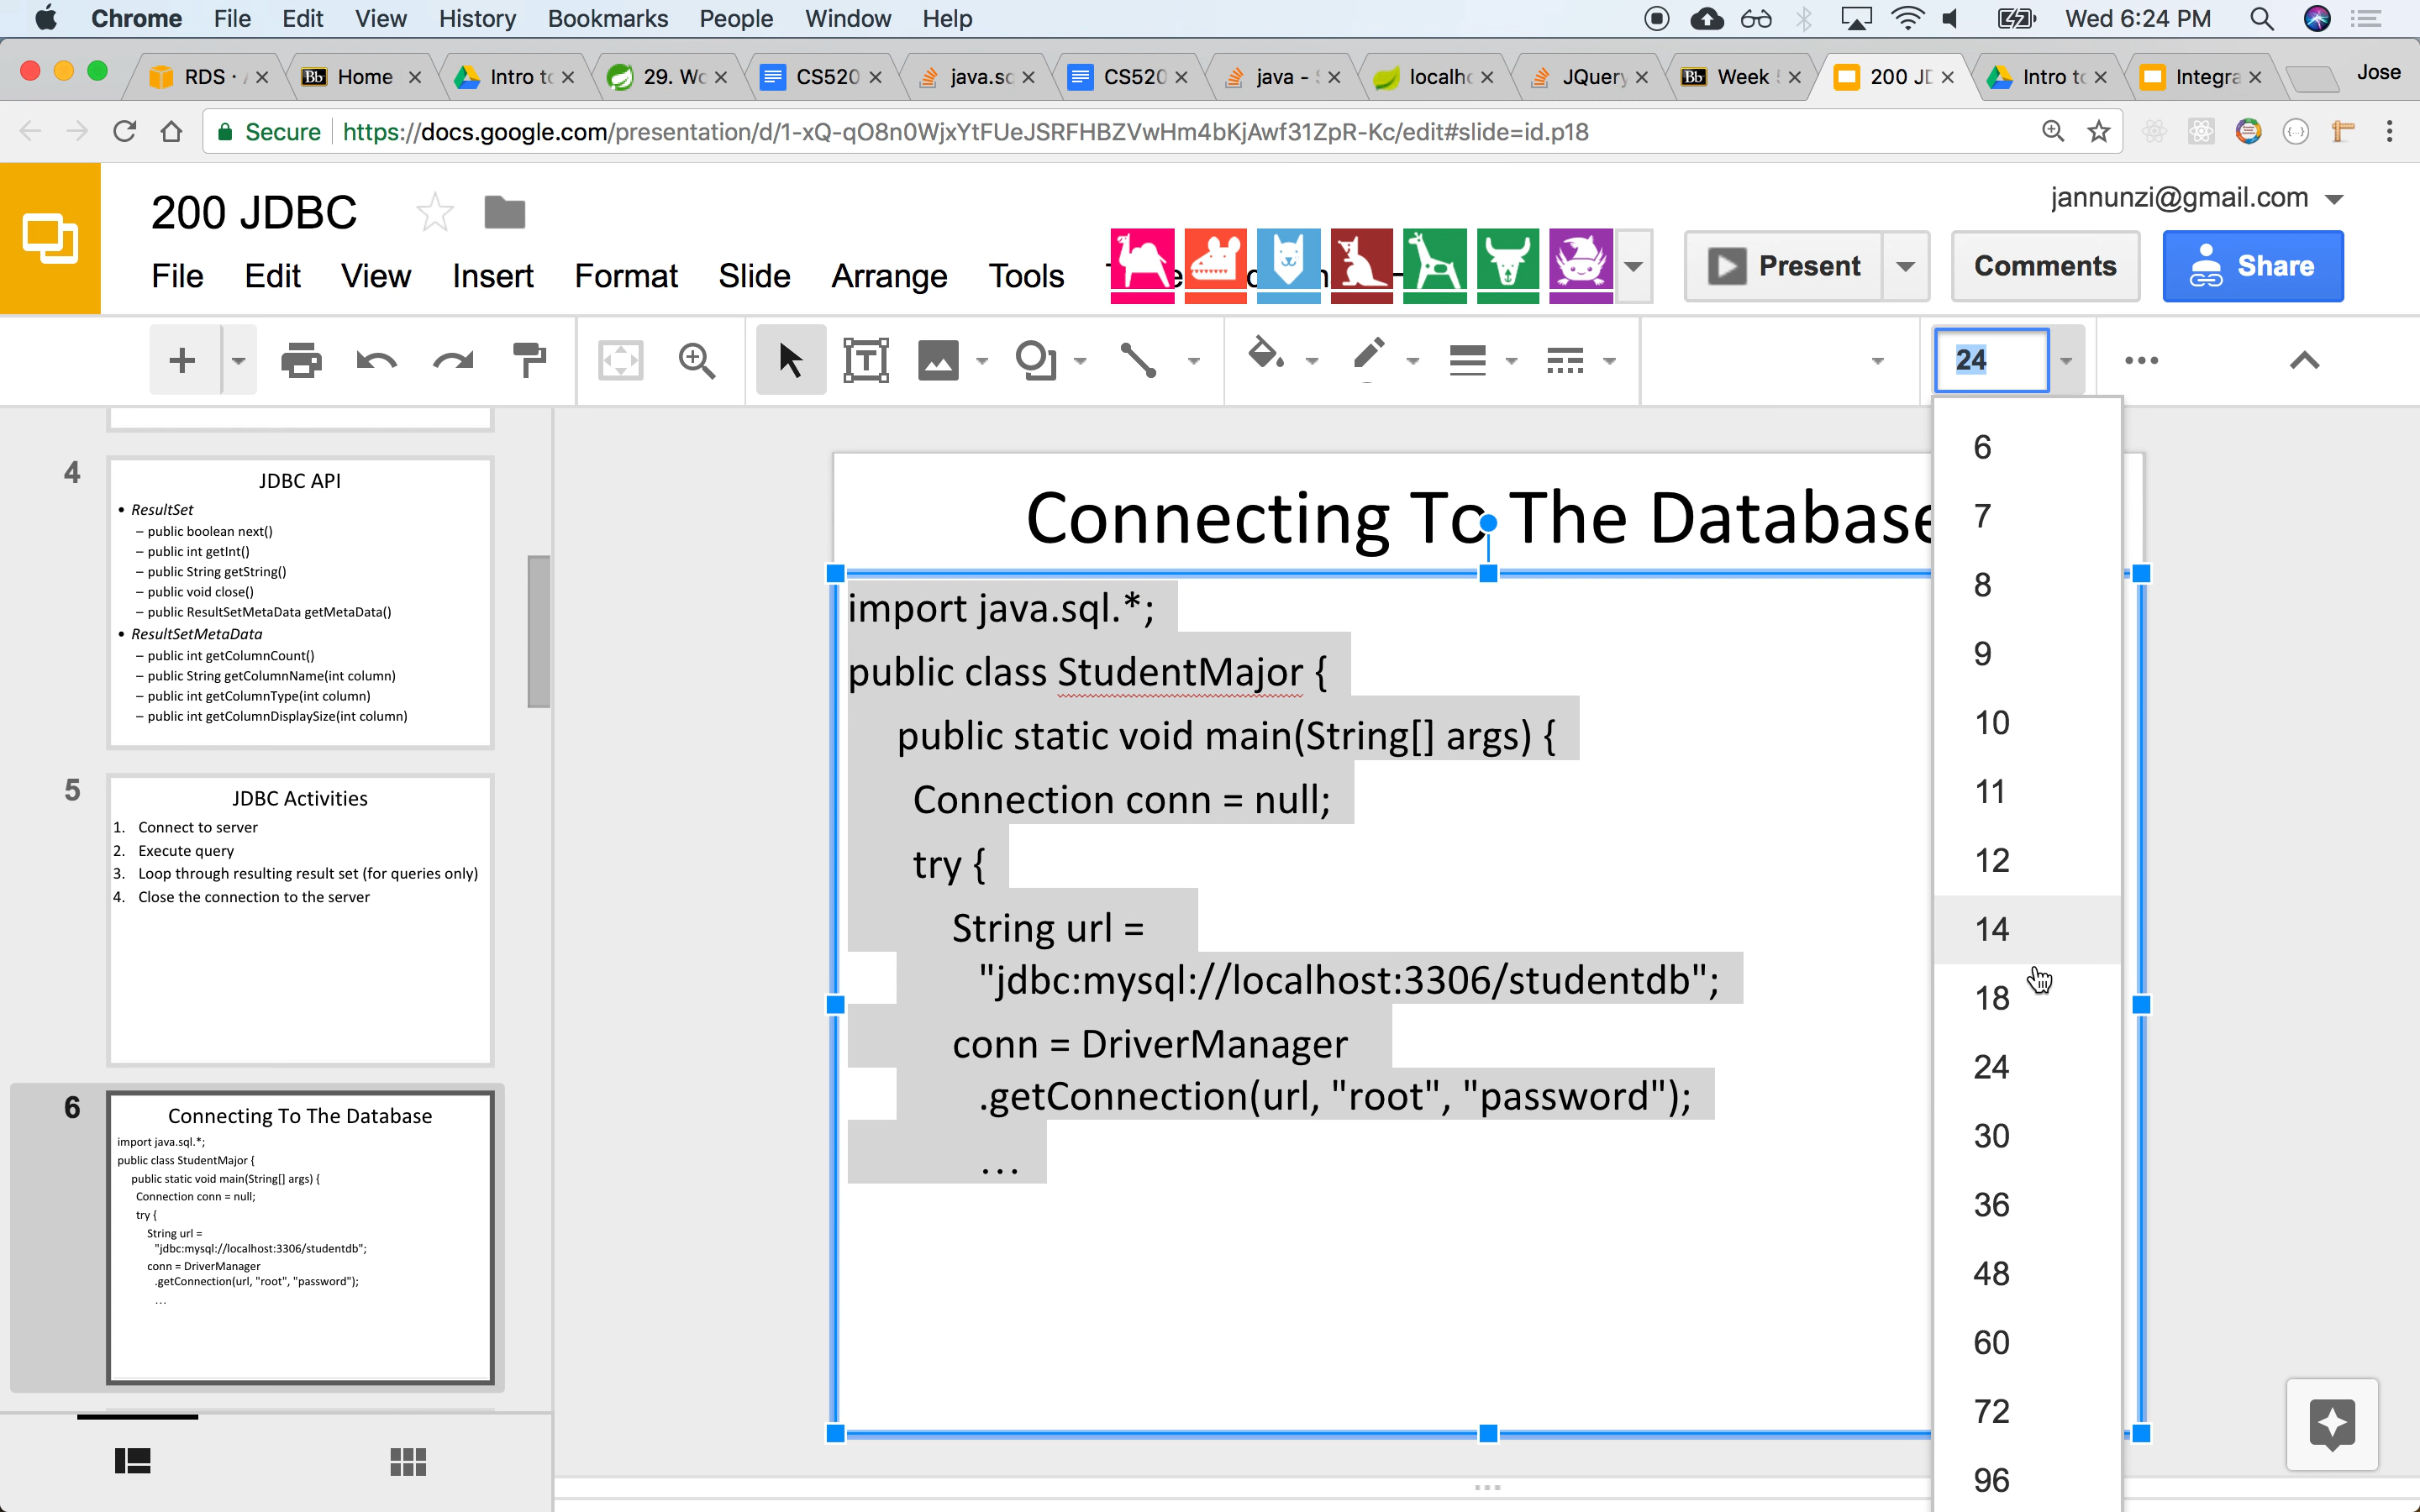 Chrome File Edit View History Bookmarks People Window Help Wed 6:24 PM
RDS · Home Intro to 29. Wo CS520 java.sc CS520 java - localho JQuery Week 200 JD Intro to Integra Jose
Secure https://docs.google.com/presentation/d/1-xQ-qO8n0WjxYtFUeJSRFHBZVwHm4bKjAwf31ZpR-Kc/edit#slide=id.p18
200 JDBC
jannunzi@gmail.com
File Edit View Insert Format Slide Arrange Tools
Present Comments Share
24
4
JDBC API
• ResultSet
– public boolean next()
– public int getInt()
– public String getString()
– public void close()
– public ResultSetMetaData getMetaData()
• ResultSetMetaData
– public int getColumnCount()
– public String getColumnName(int column)
– public int getColumnType(int column)
– public int getColumnDisplaySize(int column)
5
JDBC Activities
1. Connect to server
2. Execute query
3. Loop through resulting result set (for queries only)
4. Close the connection to the server
6
Connecting To The Database
import java.sql.*;
public class StudentMajor {
public static void main(String[] args) {
Connection conn = null;
try {
String url =
"jdbc:mysql://localhost:3306/studentdb";
conn = DriverManager
.getConnection(url, "root", "password");
...
Connecting To The Database
import java.sql.*;
public class StudentMajor {
public static void main(String[] args) {
Connection conn = null;
try {
String url =
"jdbc:mysql://localhost:3306/studentdb";
conn = DriverManager
.getConnection(url, "root", "password");
...
6
7
8
9
10
11
12
14
18
24
30
36
48
60
72
96